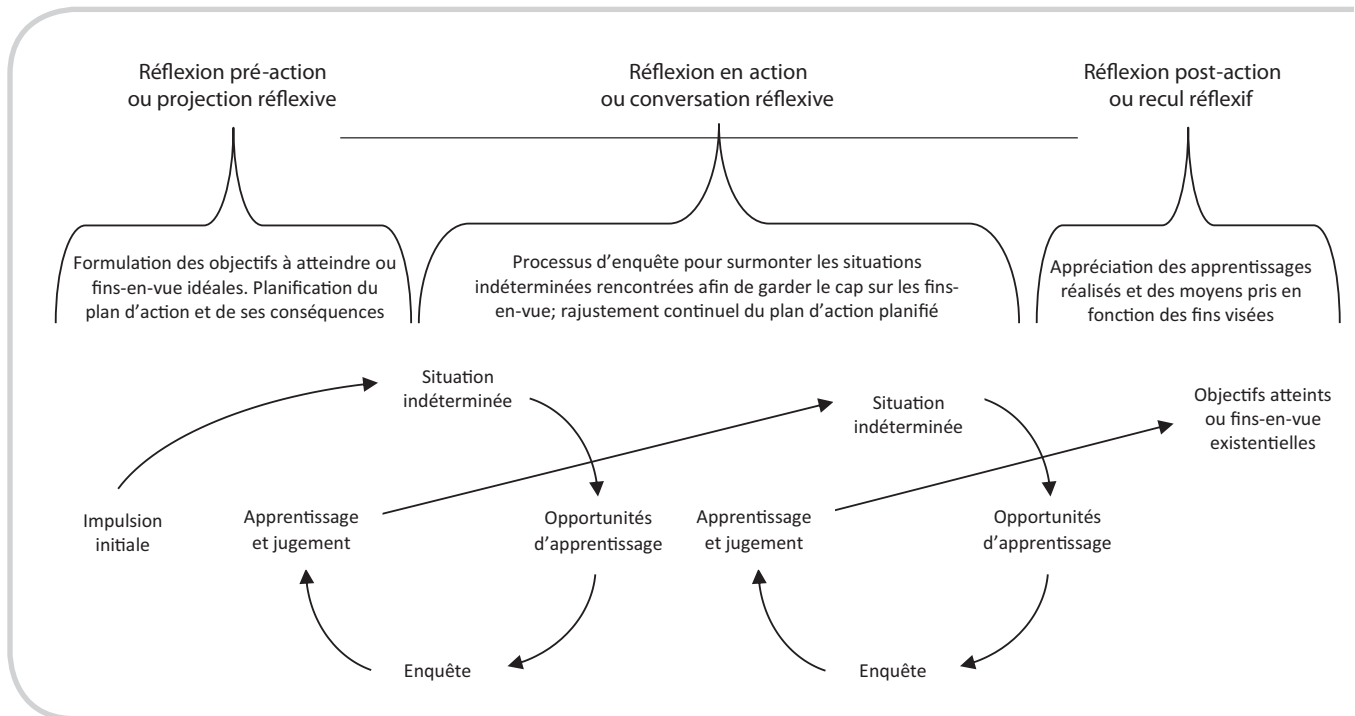 Réflexion pré-action
ou projection réflexive
Réflexion en action
ou conversation réflexive
Réflexion post-action
ou recul réflexif
Formulation des objectifs à atteindre ou
fins-en-vue idéales. Planification du
plan d’action et de ses conséquences
Processus d’enquête pour surmonter les situations
indéterminées rencontrées afin de garder le cap sur les fins-
en-vue; rajustement continuel du plan d’action planifié
Appréciation des apprentissages
réalisés et des moyens pris en
fonction des fins visées
Situation
indéterminée
Situation
indéterminée
Objectifs atteints
ou fins-en-vue
existentielles
Impulsion
initiale
Apprentissage
et jugement
Opportunités
d’apprentissage
Apprentissage
et jugement
Opportunités
d’apprentissage
Enquête
Enquête